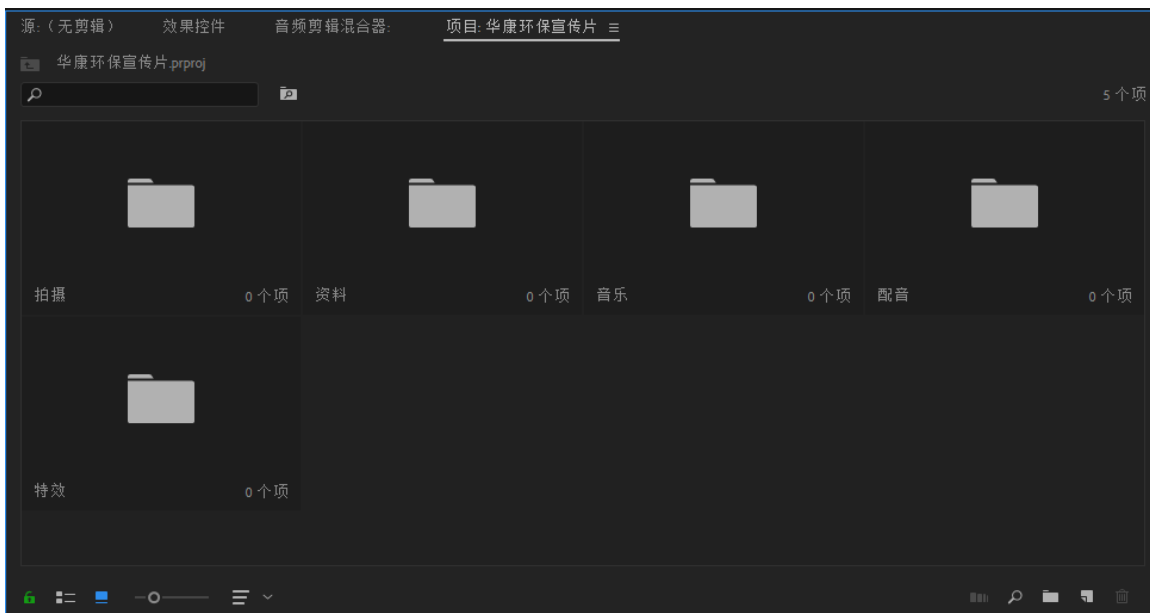 源:（无剪辑） 效果控件 音频剪辑混合器: 项目: 华康环保宣传片
华康环保宣传片.prproj
5 个项
拍摄 0 个项 资料 0 个项 音乐 0 个项 配音 0 个项
特效 0 个项